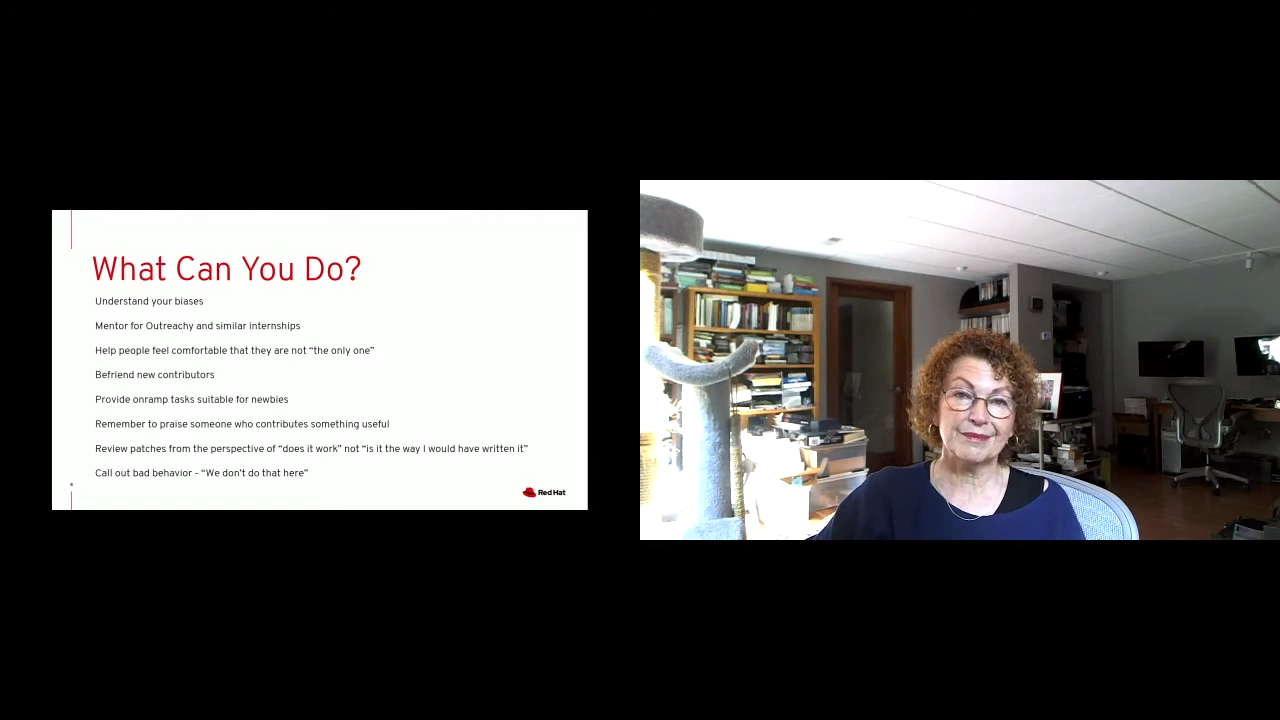 What Can You Do?
Understand your biases
Mentor for Outreachy and similar internships
Help people feel comfortable that they are not “the only one”
Befriend new contributors
Provide onramp tasks suitable for newbies
Remember to praise someone who contributes something useful
Review patches from the perspective of “does it work” not “is it the way I would have written it”
Call out bad behavior - “We don’t do that here”
Red Hat